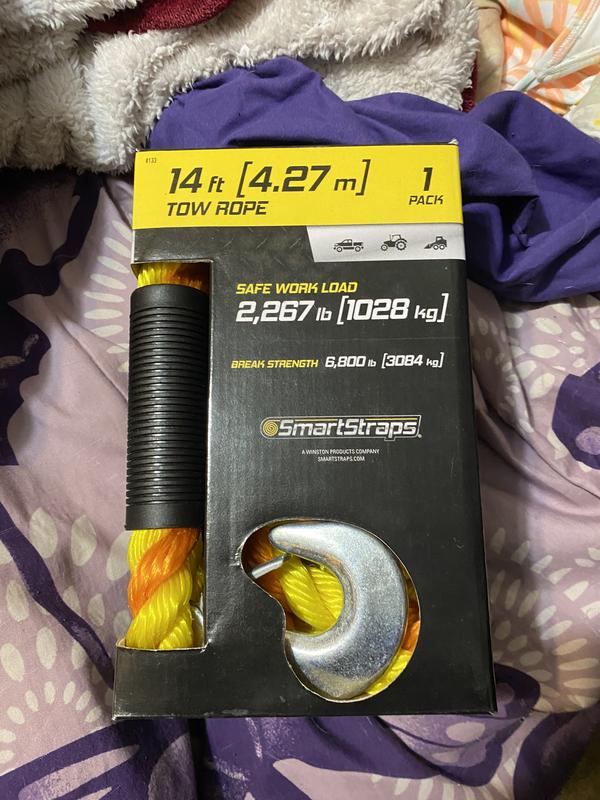 #133
14 ft [4.27 m]
TOW ROPE
1
PACK
SAFE WORK LOAD
2,267 lb [1028 kg]
BREAK STRENGTH 6,800 lb [3084 kg]
SmartStraps®
A WINSTON PRODUCTS COMPANY
SMARTSTRAPS.COM